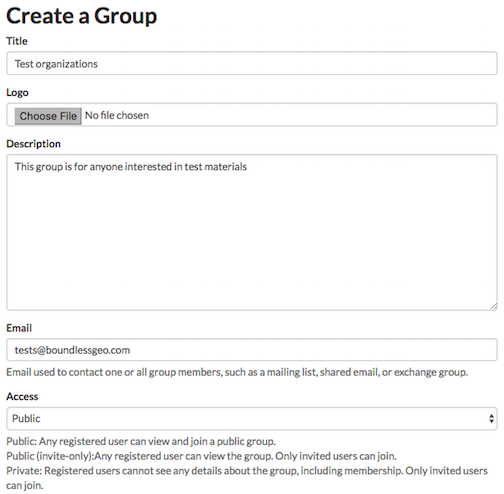 Create a Group
Title
Test organizations
Logo
Choose File No file chosen
Description
This group is for anyone interested in test materials
Email
tests@boundlessgeo.com
Email used to contact one or all group members, such as a mailing list, shared email, or exchange group.
Access
Public
Public: Any registered user can view and join a public group.
Public (invite-only):Any registered user can view the group. Only invited users can join.
Private: Registered users cannot see any details about the group, including membership. Only invited users
can join.